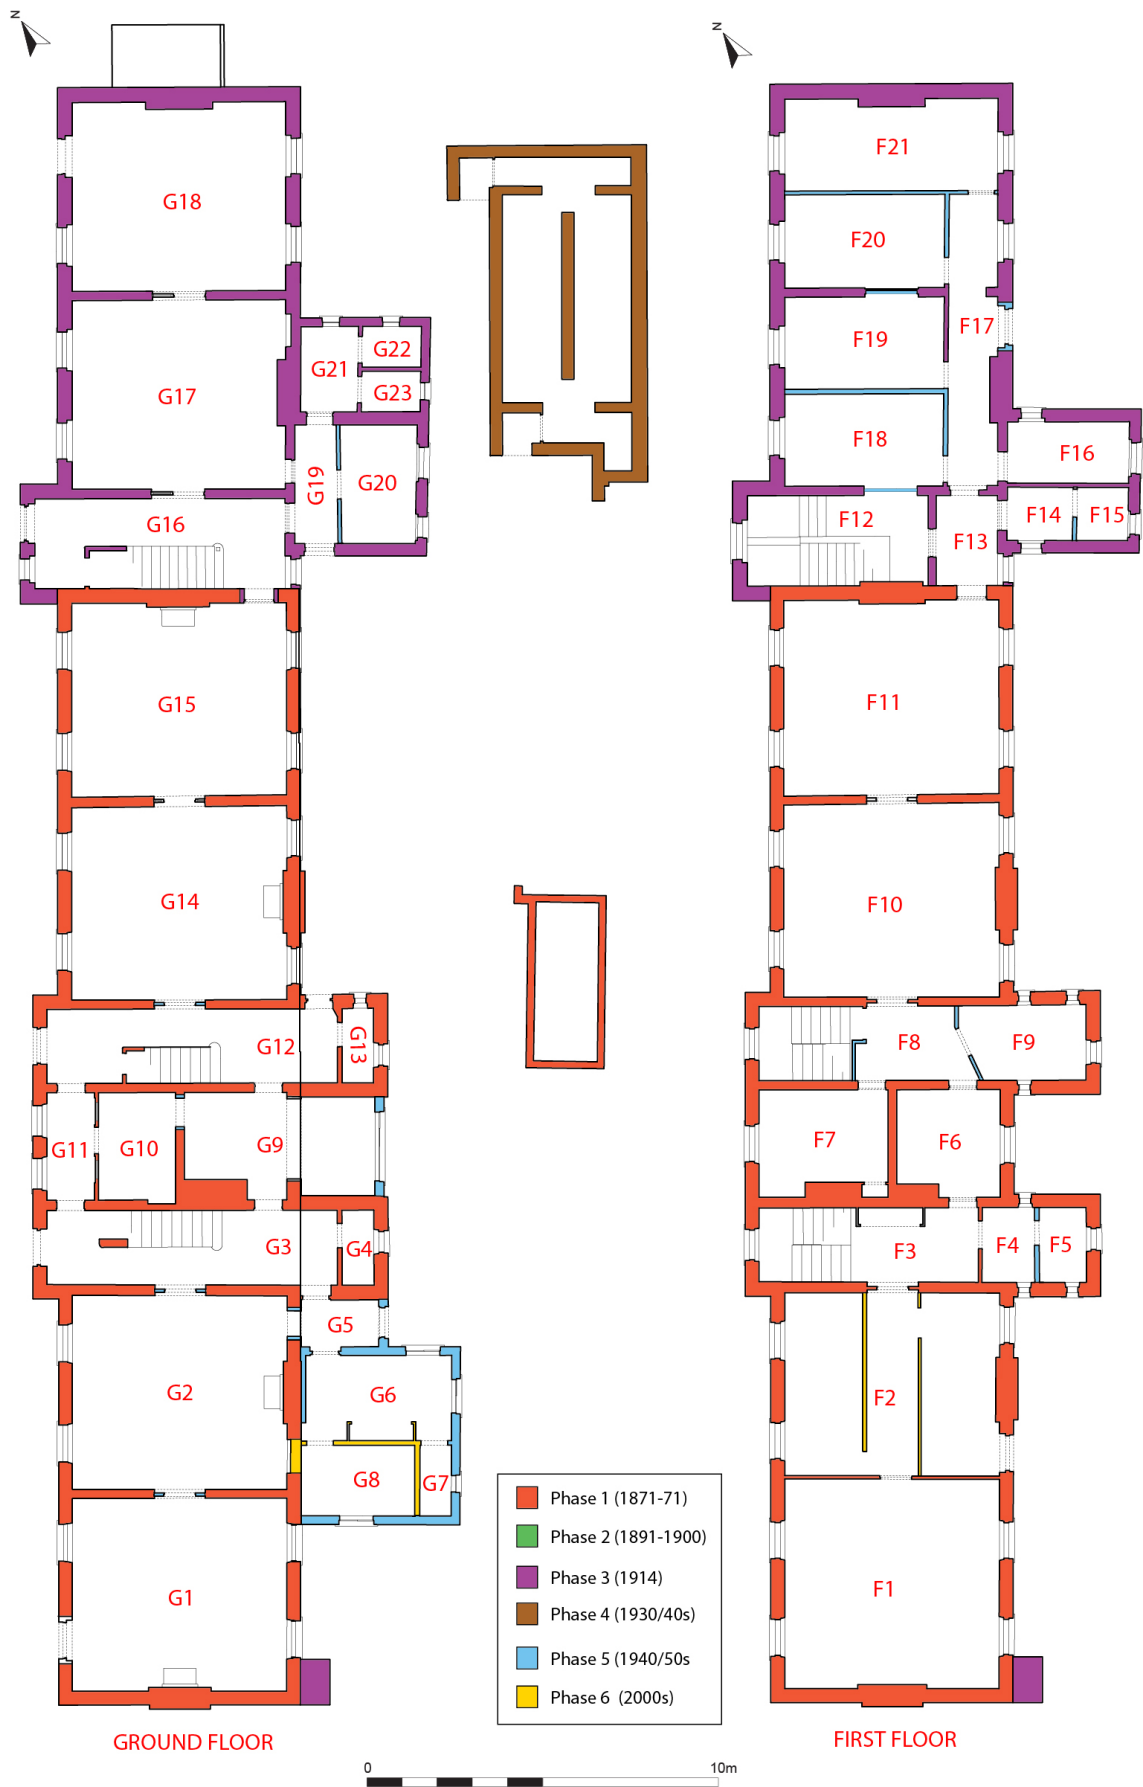 N
N
G18
G22
G21
G23
G17
G19
G20
G16
G15
G14
G12
G13
G11
G10
G9
G3
G4
G5
G2
G6
G8
G7
G1
GROUND FLOOR
F21
F20
F17
F19
F18
F16
F12
F14
F15
F13
F11
F10
F8
F9
F7
F6
F3
F4
F5
F2
F1
FIRST FLOOR
Phase 1 (1871-71)
Phase 2 (1891-1900)
Phase 3 (1914)
Phase 4 (1930/40s)
Phase 5 (1940/50s
Phase 6 (2000s)
0 10m